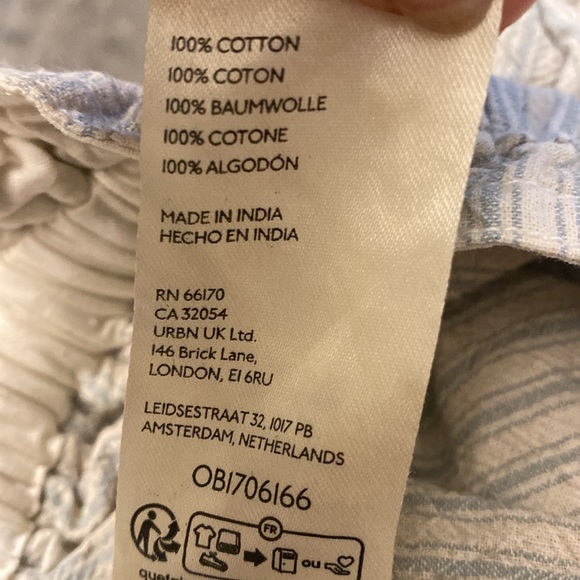 100% COTTON
100% COTON
100% BAUMWOLLE
100% COTONE
100% ALGODÓN
MADE IN INDIA
HECHO EN INDIA
RN 66170
CA 32054
URBN UK Ltd.
146 Brick Lane,
LONDON, E1 6RU
LEIDSESTRAAT 32, 1017 PB
AMSTERDAM, NETHERLANDS
OB1706166
FR
ou